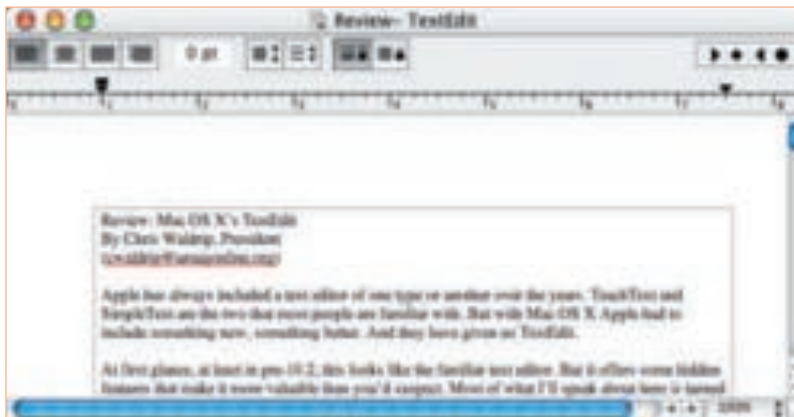 Review– TextEdit
0 pt
Review: Mac OS X's TextEdit
By Chris Waldrip, President
Apple has always included a text editor of one type or another over the years. TeachText and
SimpleText are the two that most people are familiar with. But with Mac OS X Apple had to
include something new, something better. And they have given us TextEdit.
At first glance, at least in pre-10.2, this looks like the familiar text editor. But it offers some hidden
features that make it more valuable than you'd expect. Most of what I'll speak about here is turned